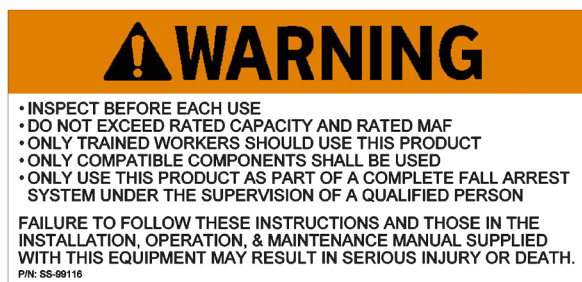 WARNING
• INSPECT BEFORE EACH USE
• DO NOT EXCEED RATED CAPACITY AND RATED MAF
• ONLY TRAINED WORKERS SHOULD USE THIS PRODUCT
• ONLY COMPATIBLE COMPONENTS SHALL BE USED
• ONLY USE THIS PRODUCT AS PART OF A COMPLETE FALL ARREST
SYSTEM UNDER THE SUPERVISION OF A QUALIFIED PERSON
FAILURE TO FOLLOW THESE INSTRUCTIONS AND THOSE IN THE
INSTALLATION, OPERATION, & MAINTENANCE MANUAL SUPPLIED
WITH THIS EQUIPMENT MAY RESULT IN SERIOUS INJURY OR DEATH.
P/N: SS-99116